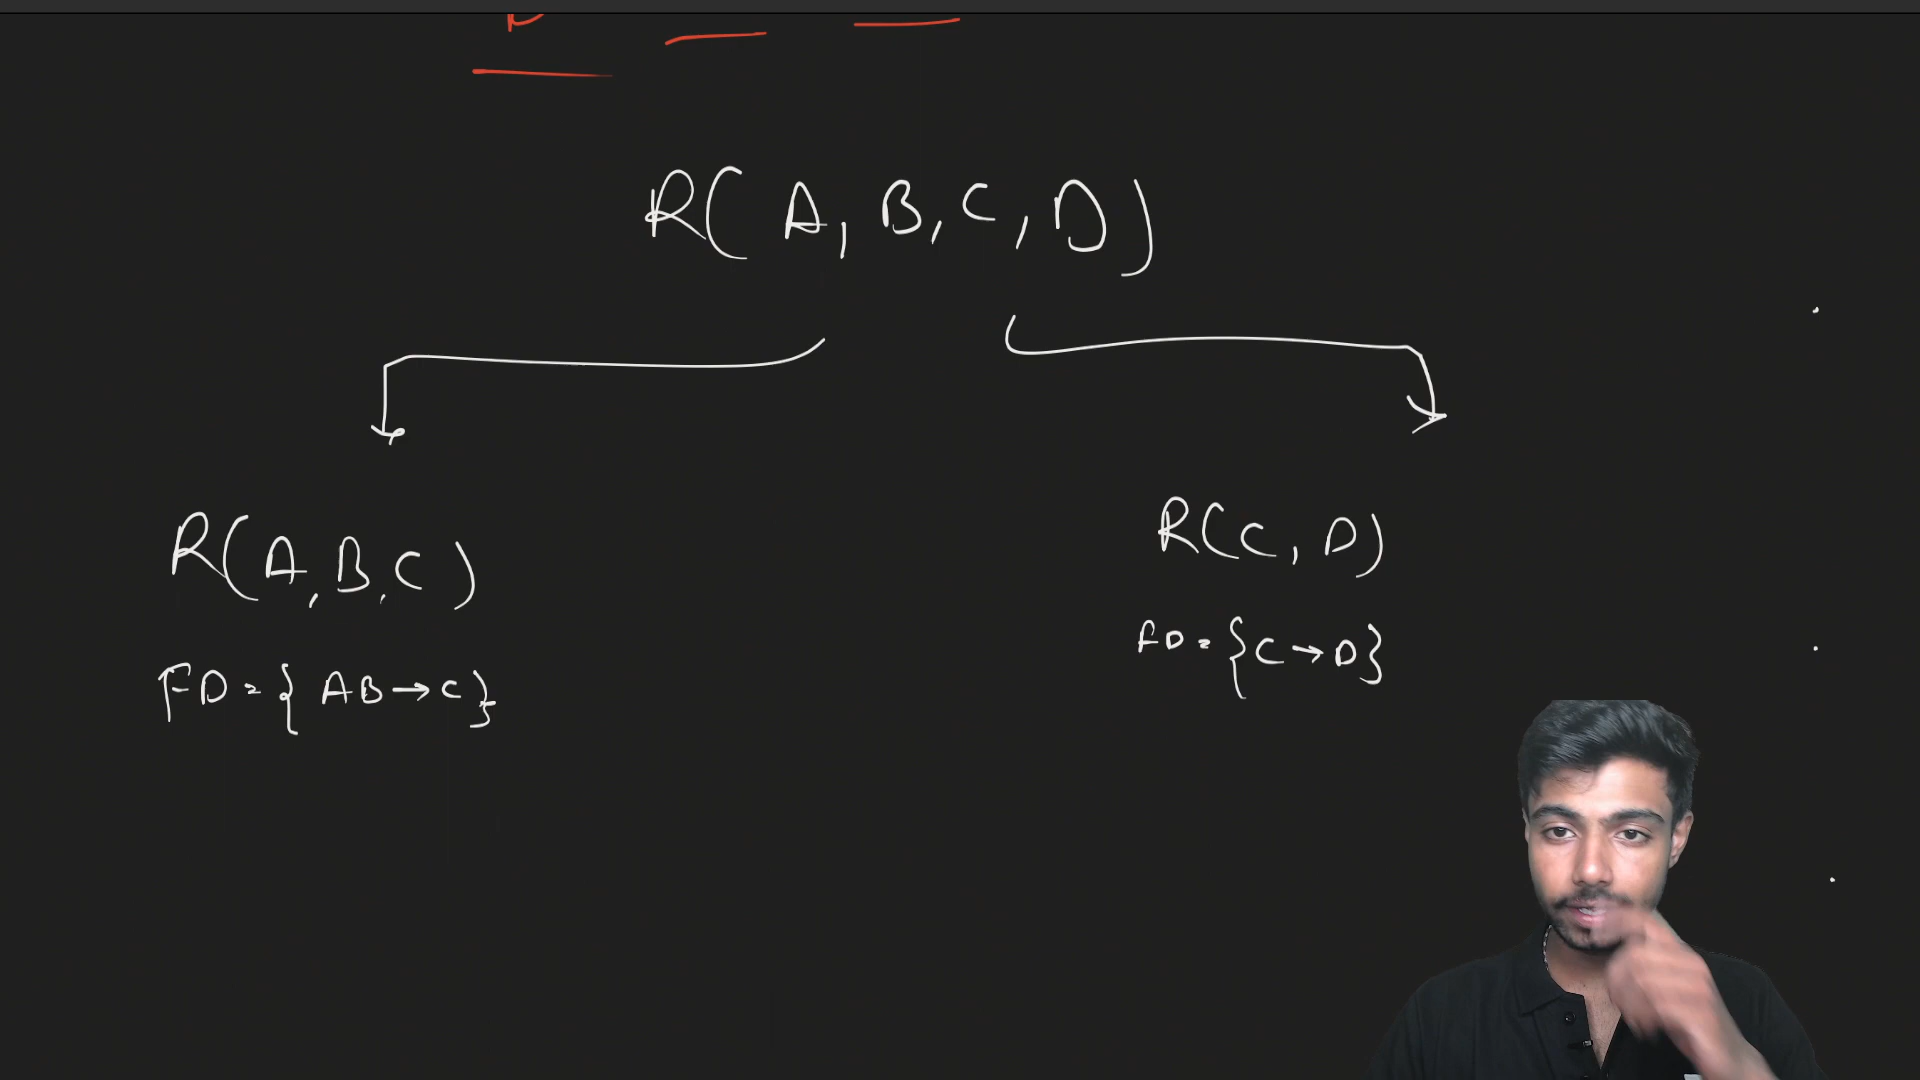 R(A, B, C, D)
R(A, B, C)
R(C, D)
FD = { AB → C }
FD = { C → D }